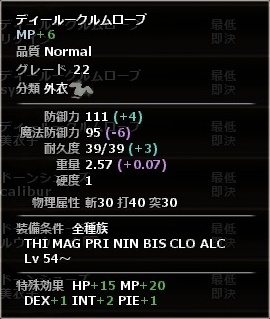 ディールークルムローブ
MP+6
品質 Normal
グレード 22
分類 外衣
防御力 111 (+4)
魔法防御力 95 (-6)
耐久度 39/39 (+3)
重量 2.57 (+0.07)
硬度 1
物理属性 斬30 打40 突30
装備条件 全種族
THI MAG PRI NIN BIS CLO ALC
Lv 54～
特殊効果 HP+15 MP+20
DEX+1 INT+2 PIE+1